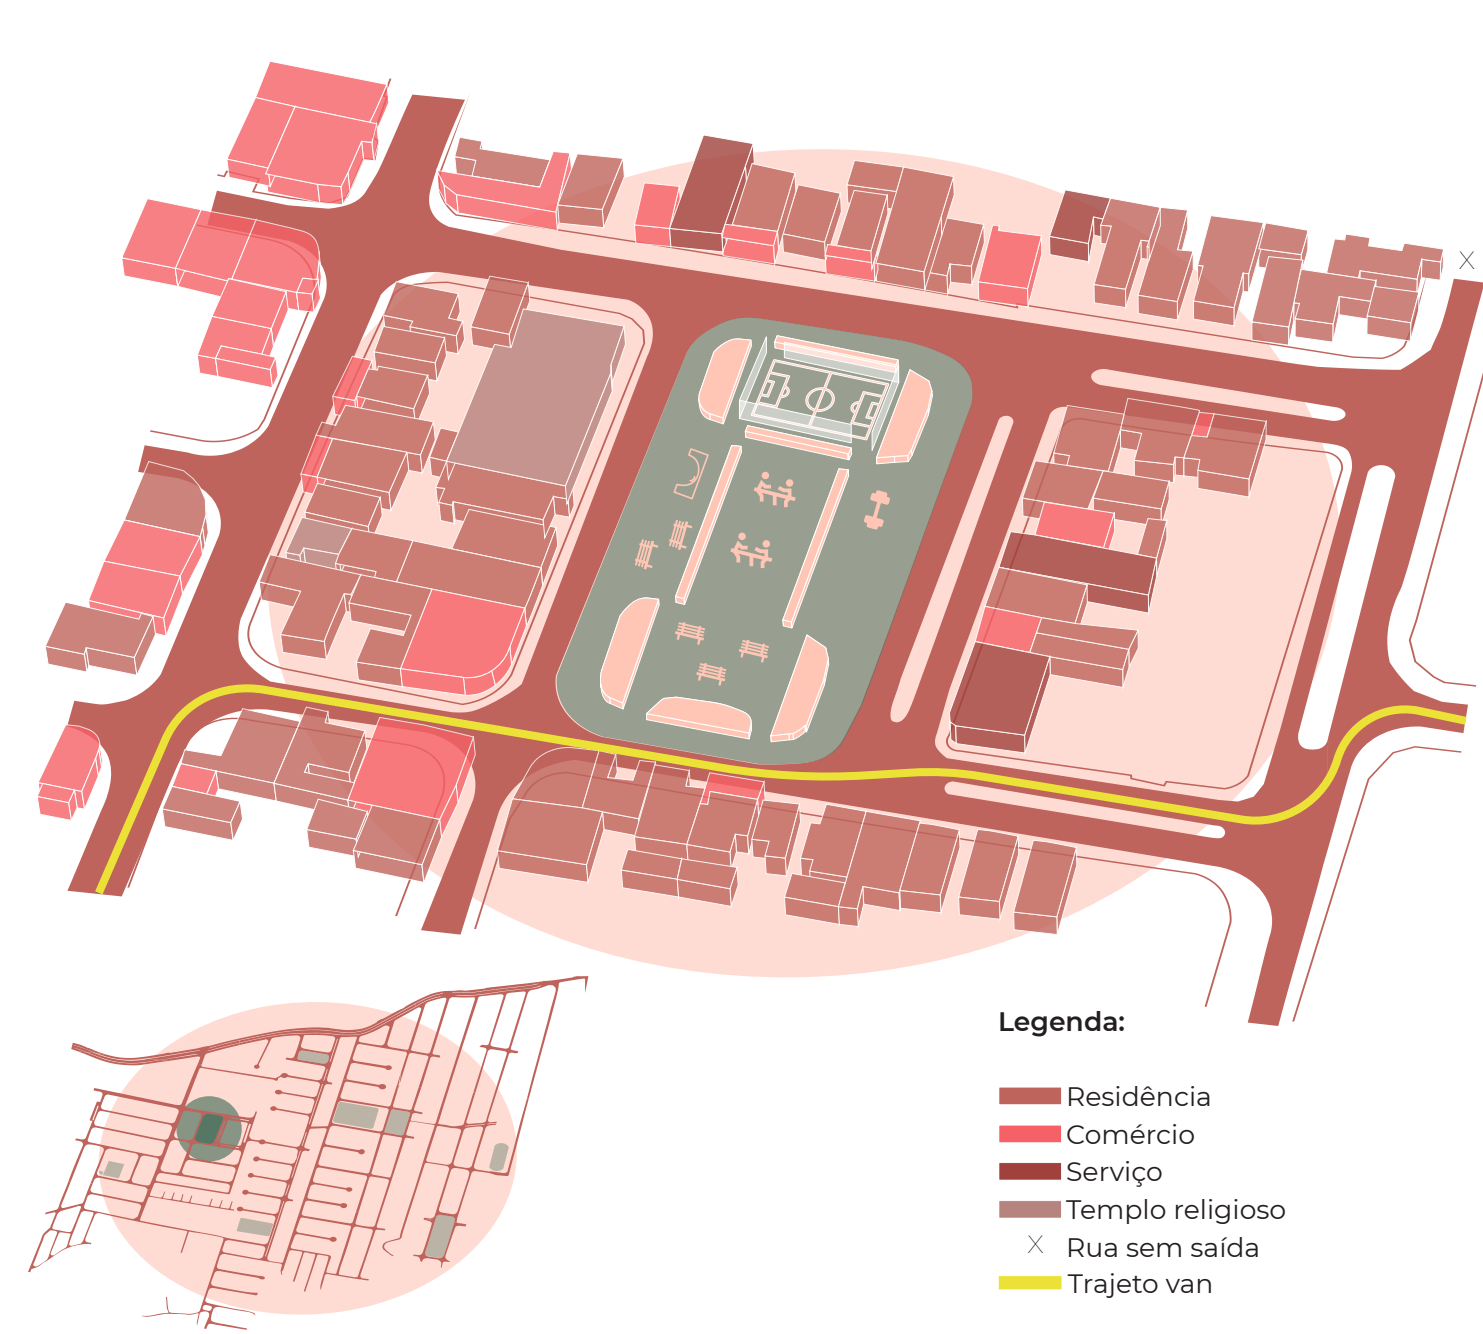 X
Legenda:
Residência
Comércio
Serviço
Templo religioso
X Rua sem saída
Trajeto van